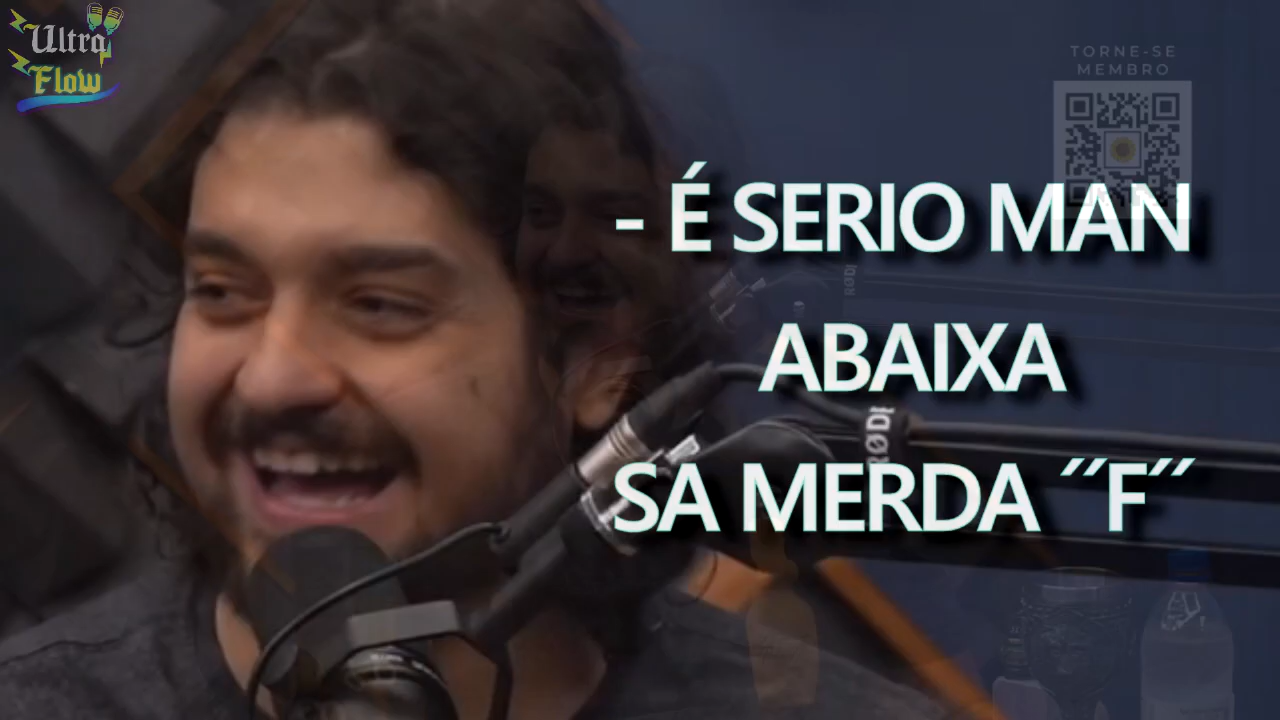 Ultra
Flow
TORNE-SE
MEMBRO
- É SERIO MAN
ABAIXA
SA MERDA ˝F˝
RØDE
RØDE